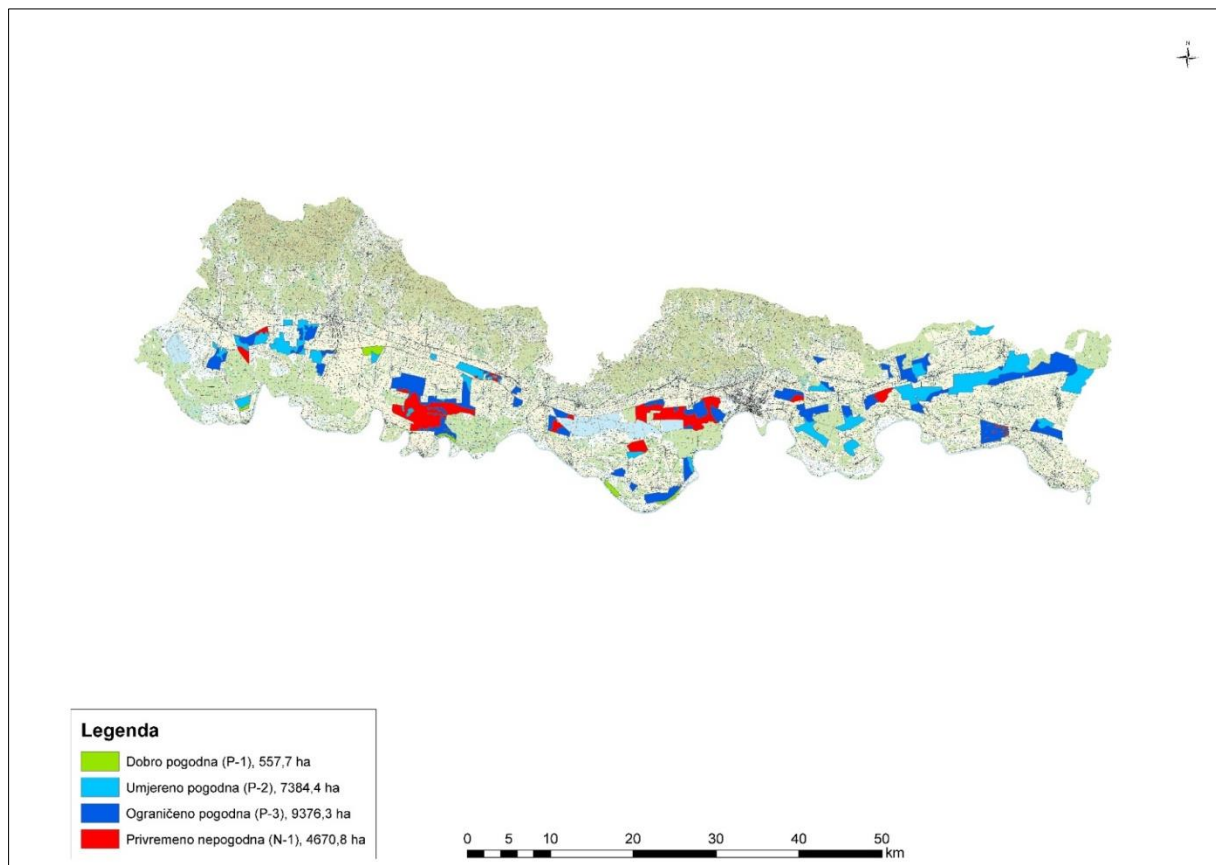 N
Legenda
Dobro pogodna (P-1), 557,7 ha
Umjereno pogodna (P-2), 7384,4 ha
Ograničeno pogodna (P-3), 9376,3 ha
Privremeno nepogodna (N-1), 4670,8 ha
0 5 10 20 30 40 50
km